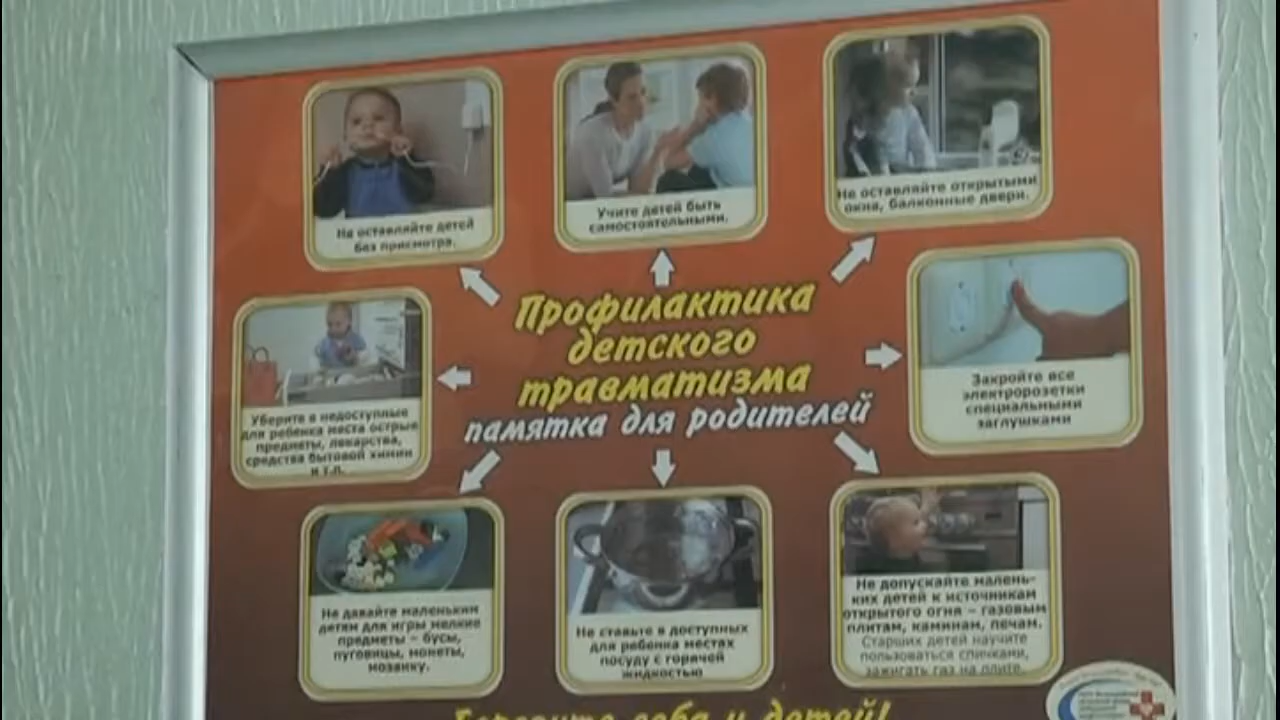 Не оставляйте детей
без присмотра.
Учите детей быть
самостоятельными.
Не оставляйте открытыми
окна, балконные двери.
Профилактика
детского
травматизма
памятка для родителей
Уберите в недоступные
для ребенка места острые
предметы, лекарства,
средства бытовой химии
и т.п.
Закройте все
электророзетки
специальными
заглушками
Не давайте маленьким
детям для игры мелкие
предметы – бусы,
пуговицы, монеты,
мозаику.
Не ставьте в доступных
для ребенка местах
посуду с горячей
жидкостью
Не допускайте малень-
ких детей к источникам
открытого огня – газовым
плитам, каминам, печам.
Старших детей научите
пользоваться спичками,
зажигать газ на плите.
Берегите себя и детей!